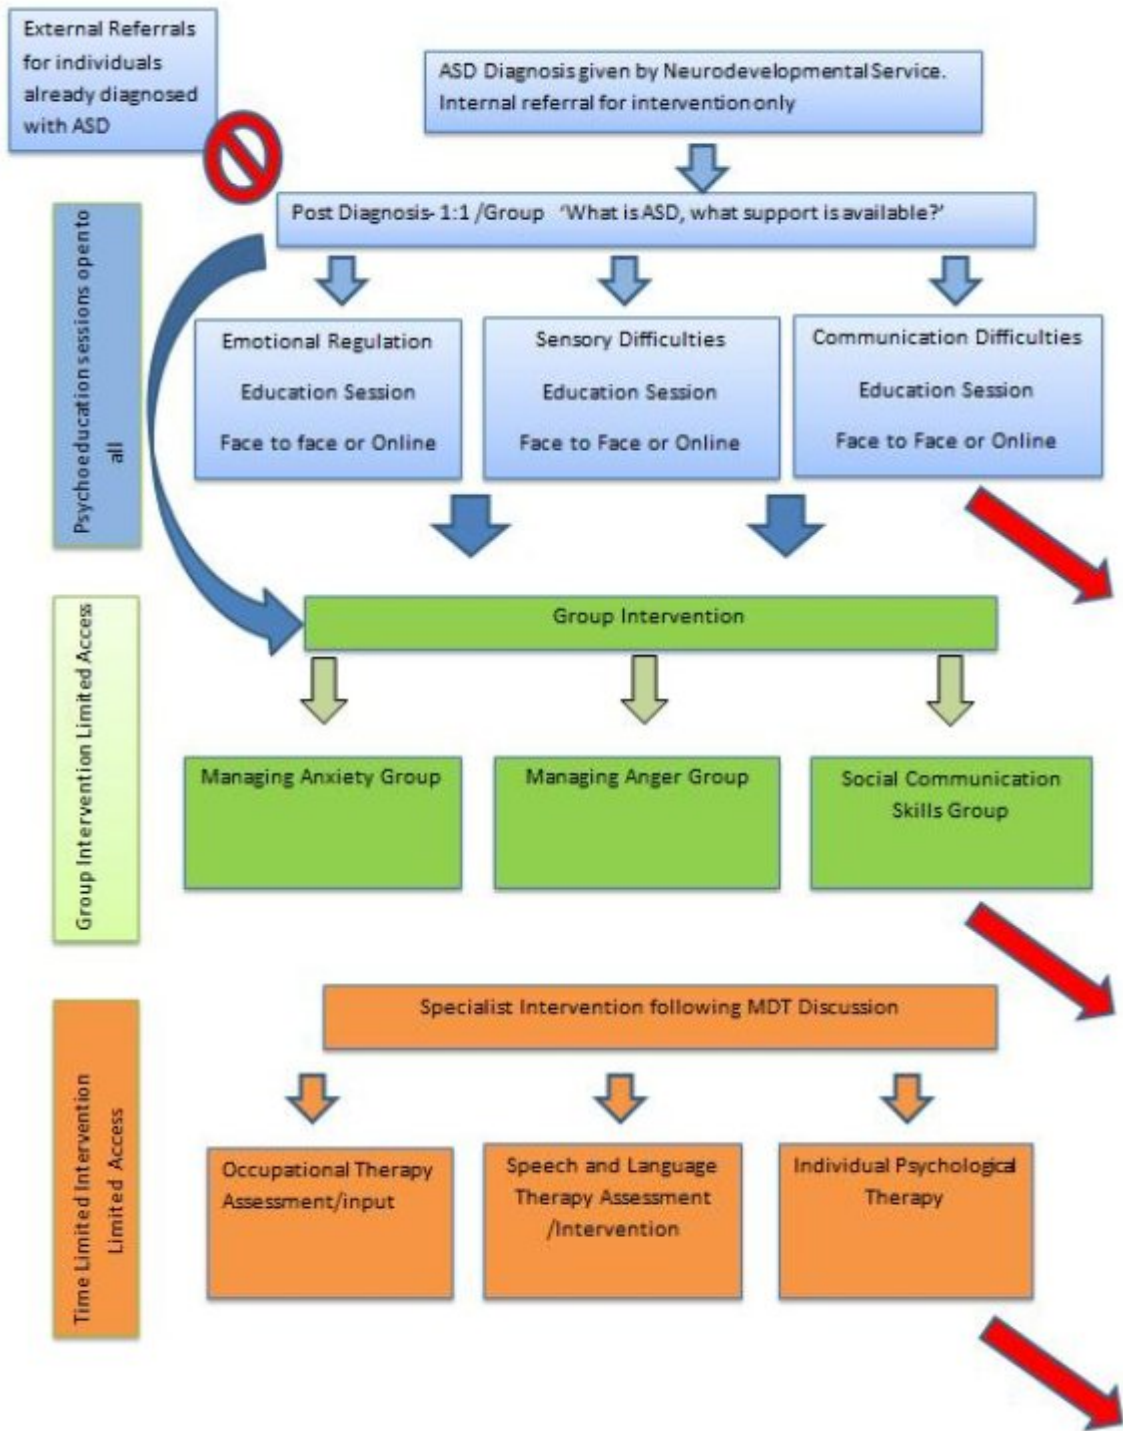 External Referrals
for individuals
already diagnosed
with ASD
ASD Diagnosis given by Neurodevelopmental Service.
Internal referral for intervention only
Post Diagnosis- 1:1 /Group ‘What is ASD, what support is available?’
Psychoeducation sessions open to
all
Emotional Regulation
Education Session
Face to face or Online
Sensory Difficulties
Education Session
Face to Face or Online
Communication Difficulties
Education Session
Face to Face or Online
Group Intervention Limited Access
Group Intervention
Managing Anxiety Group
Managing Anger Group
Social Communication
Skills Group
Time Limited Intervention
Limited Access
Specialist Intervention following MDT Discussion
Occupational Therapy
Assessment/input
Speech and Language
Therapy Assessment
/Intervention
Individual Psychological
Therapy